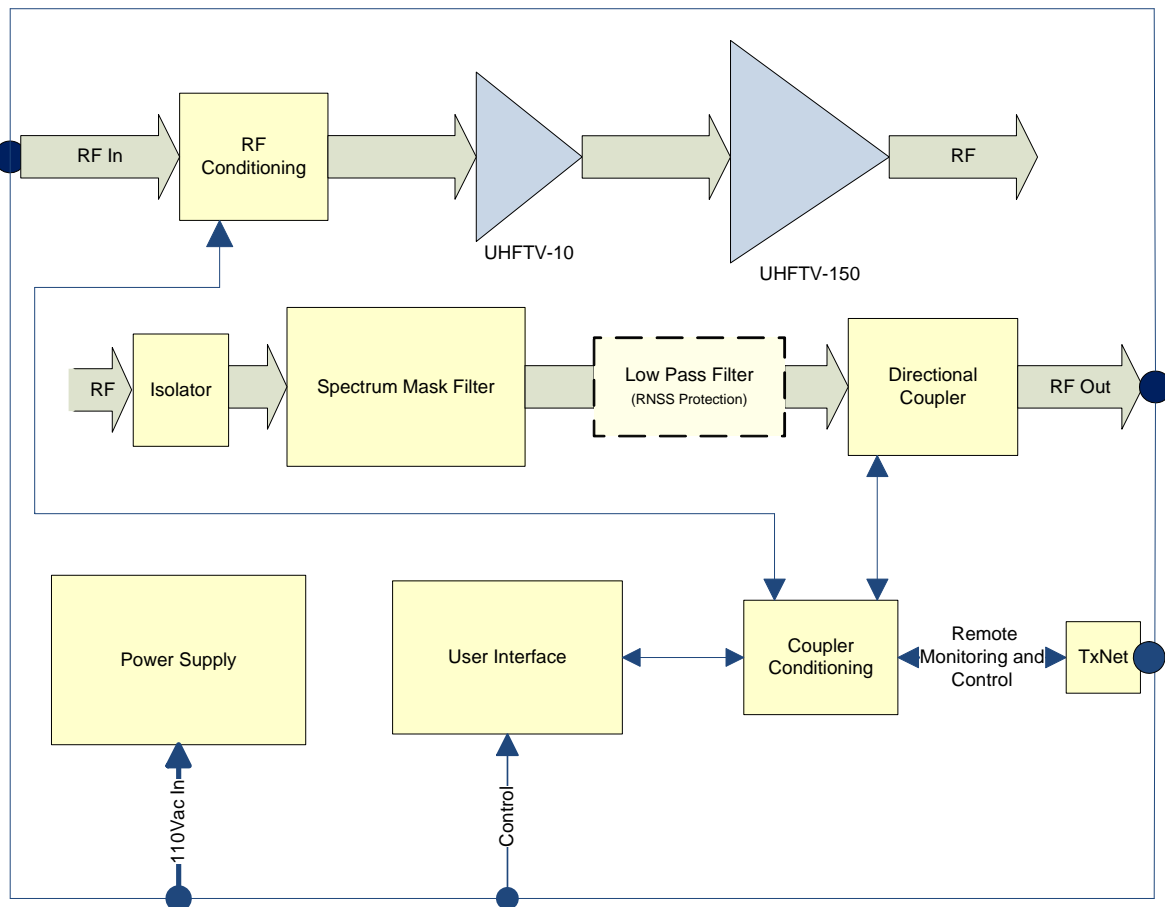 RF In
RF
Conditioning
UHFTV-10
UHFTV-150
RF
RF
Isolator
Spectrum Mask Filter
Low Pass Filter
(RNSS Protection)
Directional
Coupler
RF Out
Power Supply
User Interface
Coupler
Conditioning
Remote
Monitoring and
Control
TxNet
110Vac In
Control